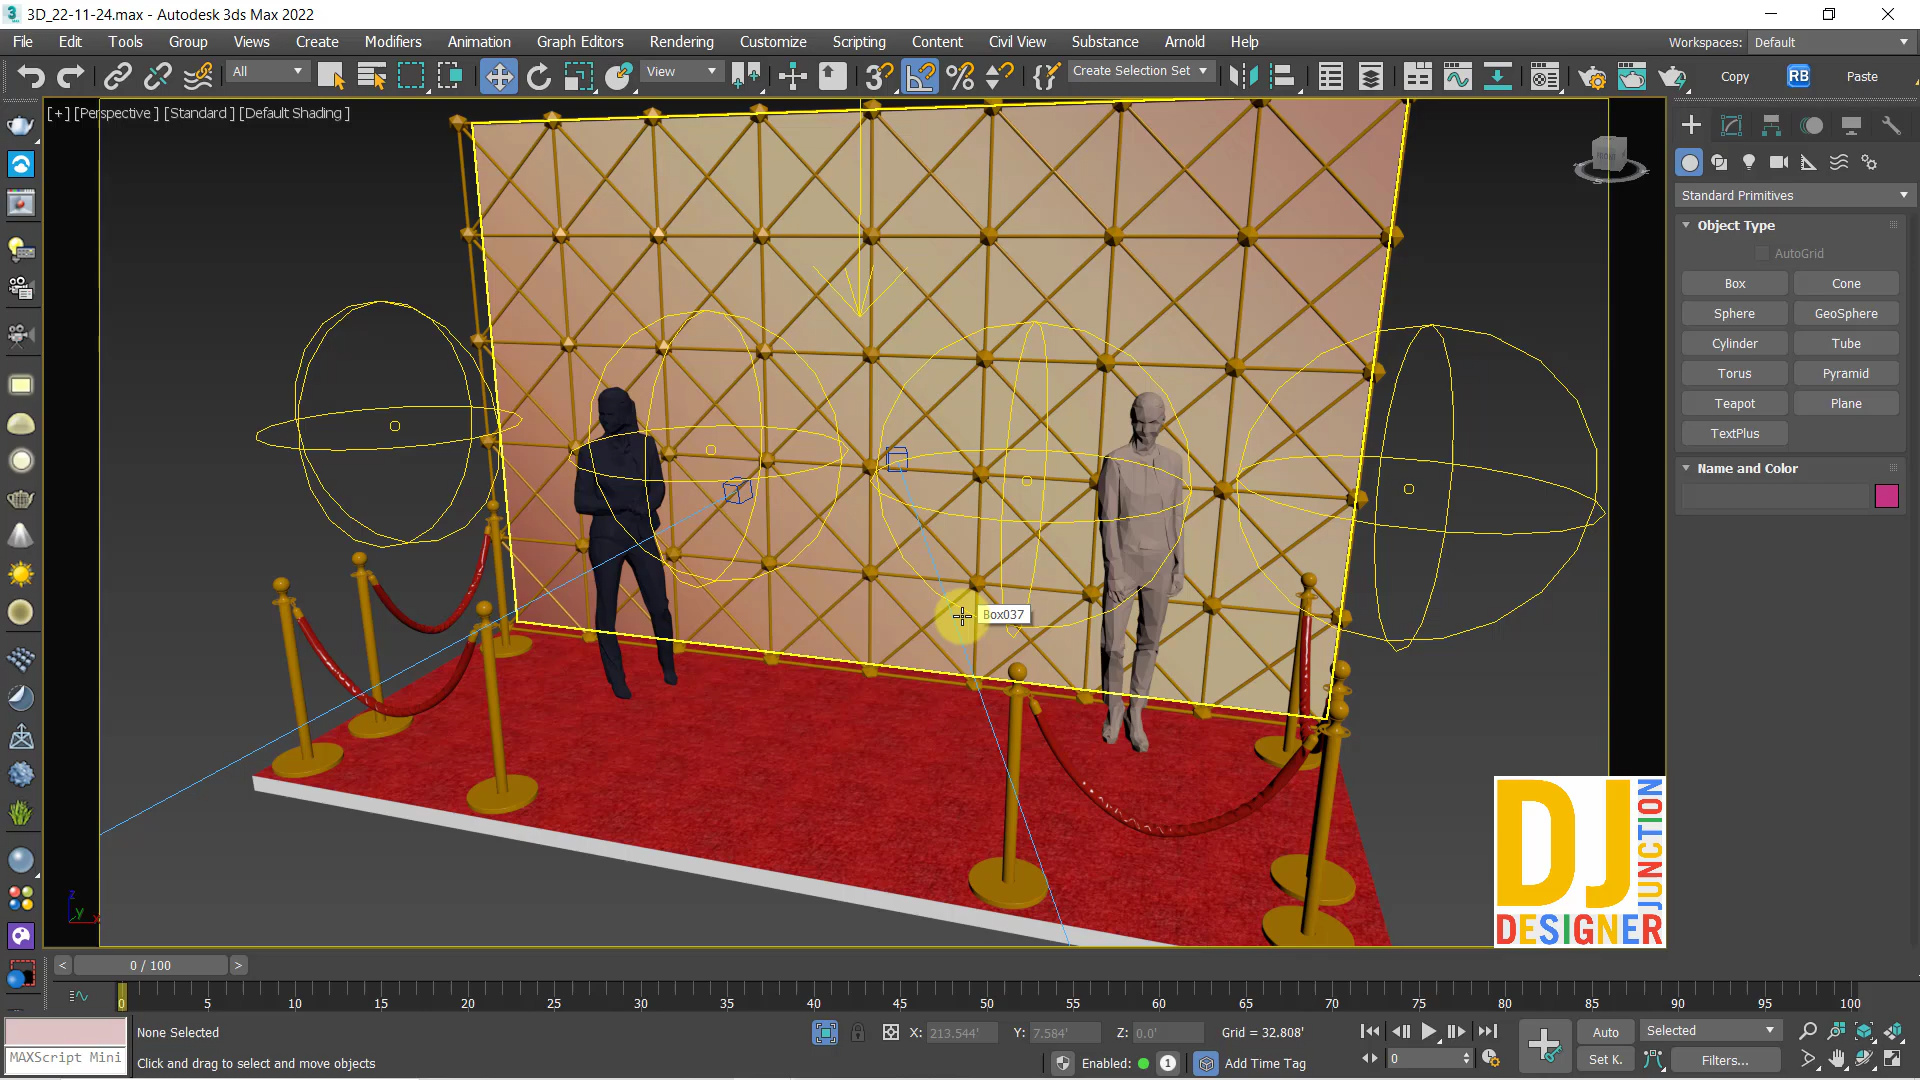 3D_22-11-24.max - Autodesk 3ds Max 2022
File Edit Tools Group Views Create Modifiers Animation Graph Editors Rendering Customize Scripting Content Civil View Substance Arnold Help
Workspaces: Default
All
View
Create Selection Set
Copy
RB
Paste
[+] [Perspective ] [Standard ] [Default Shading ]
FRONT
Standard Primitives
Object Type
AutoGrid
Box Cone
Sphere GeoSphere
Cylinder Tube
Torus Pyramid
Teapot Plane
TextPlus
Name and Color
Box037
DJ
JUNCTION
DESIGNER
z
y
x
< 0 / 100 >
0 5 10 15 20 25 30 35 40 45 50 55 60 65 70 75 80 85 90 95 100
None Selected
X: 213.544' Y: 7.584' Z: 0.0' Grid = 32.808'
Auto
Selected
MAXScript Mini
Click and drag to select and move objects
Enabled: 1
Add Time Tag
0
Set K.
Filters...